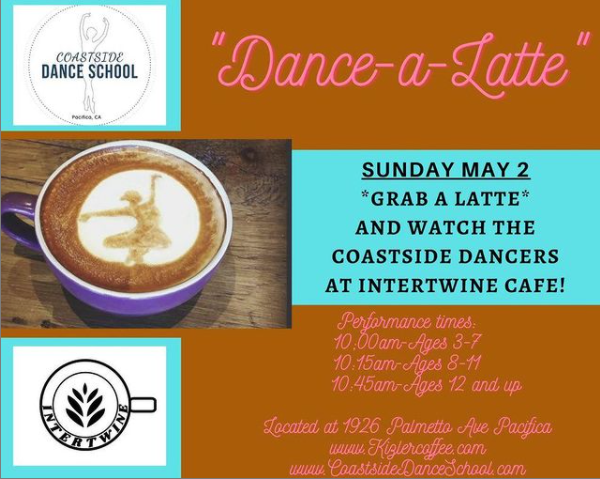 COASTSIDE
DANCE SCHOOL
Pacifica, CA
"Dance-a-Latte"
SUNDAY MAY 2
*GRAB A LATTE*
AND WATCH THE
COASTSIDE DANCERS
AT INTERTWINE CAFE!
Performance times:
10:00am-Ages 3-7
10:15am-Ages 8-11
10:45am-Ages 12 and up
INTERTWINE
Located at 1926 Palmetto Ave Pacifica
www.Kiziercoffee.com
www.CoastsideDanceSchool.com